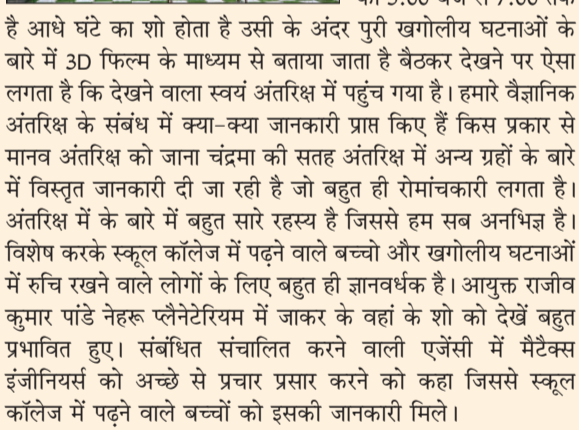 है आधे घंटे का शो होता है उसी के अंदर पुरी खगोलीय घटनाओं के
बारे में 3D फिल्म के माध्यम से बताया जाता है बैठकर देखने पर ऐसा
लगता है कि देखने वाला स्वयं अंतरिक्ष में पहुंच गया है। हमारे वैज्ञानिक
अंतरिक्ष के संबंध में क्या-क्या जानकारी प्राप्त किए हैं किस प्रकार से
मानव अंतरिक्ष को जाना चंद्रमा की सतह अंतरिक्ष में अन्य ग्रहों के बारे
में विस्तृत जानकारी दी जा रही है जो बहुत ही रोमांचकारी लगता है।
अंतरिक्ष में के बारे में बहुत सारे रहस्य है जिससे हम सब अनभिज्ञ है।
विशेष करके स्कूल कॉलेज में पढ़ने वाले बच्चो और खगोलीय घटनाओं
में रुचि रखने वाले लोगों के लिए बहुत ही ज्ञानवर्धक है। आयुक्त राजीव
कुमार पांडे नेहरू प्लैनेटेरियम में जाकर के वहां के शो को देखें बहुत
प्रभावित हुए। संबंधित संचालित करने वाली एजेंसी में मैटैक्स
इंजीनियर्स को अच्छे से प्रचार प्रसार करने को कहा जिससे स्कूल
कॉलेज में पढ़ने वाले बच्चों को इसकी जानकारी मिले।